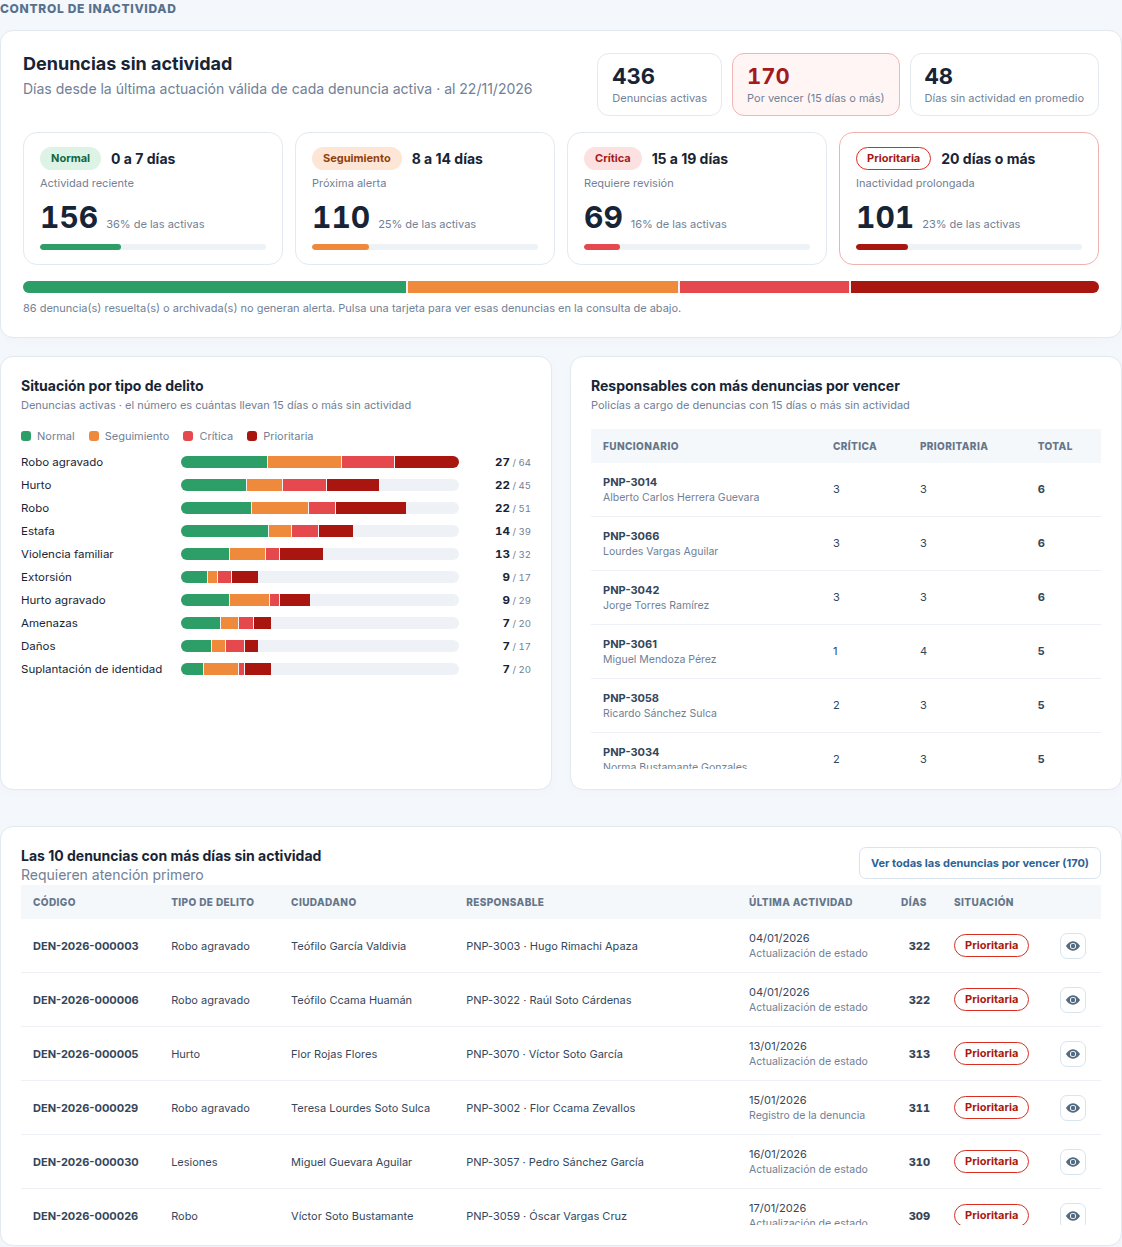 CONTROL DE INACTIVIDAD
Denuncias sin actividad
Días desde la última actuación válida de cada denuncia activa · al 22/11/2026
436
Denuncias activas
170
Por vencer (15 días o más)
48
Días sin actividad en promedio
Normal 0 a 7 días
Actividad reciente
156 36% de las activas
Seguimiento 8 a 14 días
Próxima alerta
110 25% de las activas
Crítica 15 a 19 días
Requiere revisión
69 16% de las activas
Prioritaria 20 días o más
Inactividad prolongada
101 23% de las activas
86 denuncia(s) resuelta(s) o archivada(s) no generan alerta. Pulsa una tarjeta para ver esas denuncias en la consulta de abajo.
Situación por tipo de delito
Denuncias activas · el número es cuántas llevan 15 días o más sin actividad
Normal Seguimiento Crítica Prioritaria
Robo agravado 27 / 64
Hurto 22 / 45
Robo 22 / 51
Estafa 14 / 39
Violencia familiar 13 / 32
Extorsión 9 / 17
Hurto agravado 9 / 29
Amenazas 7 / 20
Daños 7 / 17
Suplantación de identidad 7 / 20
Responsables con más denuncias por vencer
Policías a cargo de denuncias con 15 días o más sin actividad
FUNCIONARIO CRÍTICA PRIORITARIA TOTAL
PNP-3014 3 3 6
Alberto Carlos Herrera Guevara
PNP-3066 3 3 6
Lourdes Vargas Aguilar
PNP-3042 3 3 6
Jorge Torres Ramírez
PNP-3061 1 4 5
Miguel Mendoza Pérez
PNP-3058 2 3 5
Ricardo Sánchez Sulca
PNP-3034 2 3 5
Norma Bustamante Gonzales
Las 10 denuncias con más días sin actividad
Requieren atención primero
Ver todas las denuncias por vencer (170)
CÓDIGO TIPO DE DELITO CIUDADANO RESPONSABLE ÚLTIMA ACTIVIDAD DÍAS SITUACIÓN
DEN-2026-000003 Robo agravado Teófilo García Valdivia PNP-3003 · Hugo Rimachi Apaza 04/01/2026 322 Prioritaria
Actualización de estado
DEN-2026-000006 Robo agravado Teófilo Ccama Huamán PNP-3022 · Raúl Soto Cárdenas 04/01/2026 322 Prioritaria
Actualización de estado
DEN-2026-000005 Hurto Flor Rojas Flores PNP-3070 · Víctor Soto García 13/01/2026 313 Prioritaria
Actualización de estado
DEN-2026-000029 Robo agravado Teresa Lourdes Soto Sulca PNP-3002 · Flor Ccama Zevallos 15/01/2026 311 Prioritaria
Registro de la denuncia
DEN-2026-000030 Lesiones Miguel Guevara Aguilar PNP-3057 · Pedro Sánchez García 16/01/2026 310 Prioritaria
Actualización de estado
DEN-2026-000026 Robo Víctor Soto Bustamante PNP-3059 · Óscar Vargas Cruz 17/01/2026 309 Prioritaria
Actualización de estado